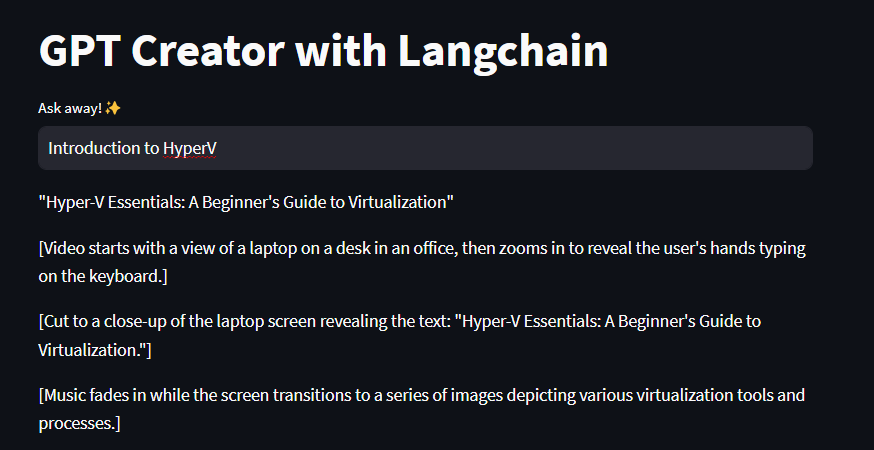 GPT Creator with Langchain
Ask away!✨
Introduction to HyperV
"Hyper-V Essentials: A Beginner's Guide to Virtualization"
[Video starts with a view of a laptop on a desk in an office, then zooms in to reveal the user's hands typing
on the keyboard.]
[Cut to a close-up of the laptop screen revealing the text: "Hyper-V Essentials: A Beginner's Guide to
Virtualization."]
[Music fades in while the screen transitions to a series of images depicting various virtualization tools and
processes.]